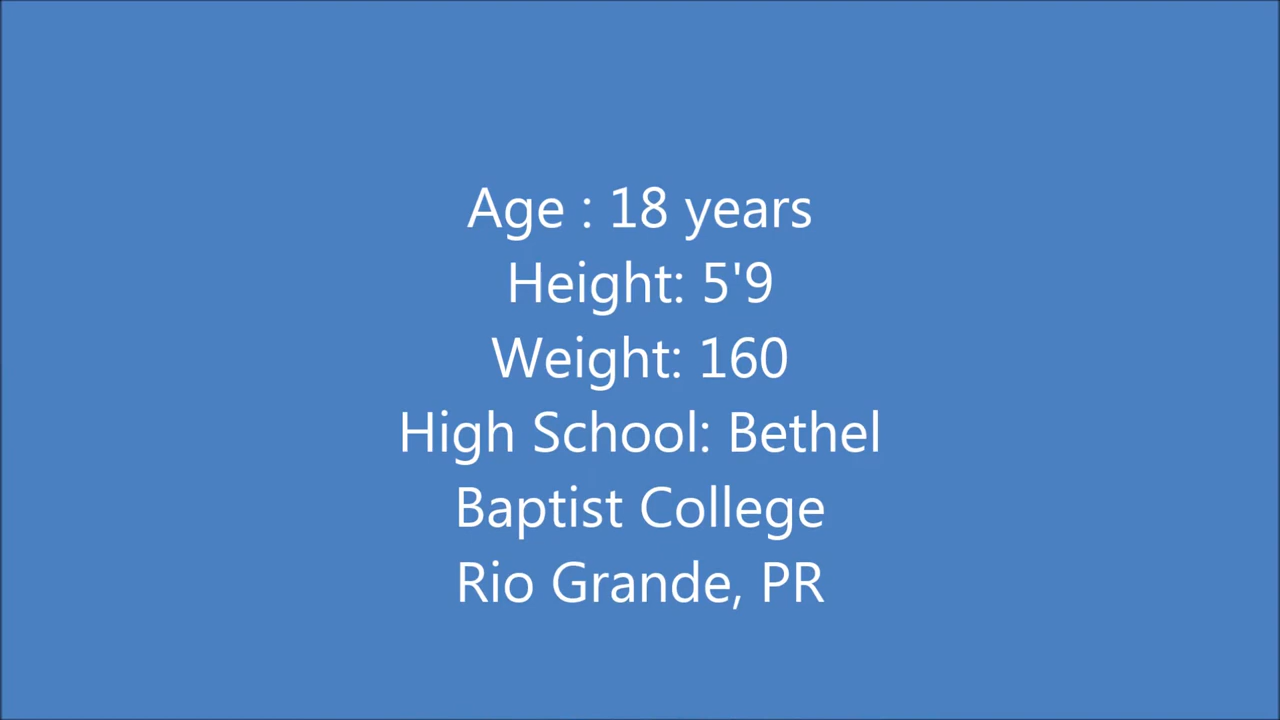 Age : 18 years
Height: 5'9
Weight: 160
High School: Bethel
Baptist College
Rio Grande, PR